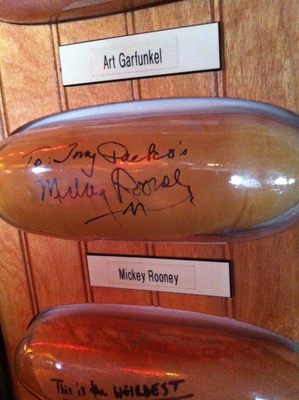 Art Garfunkel
To: Tony Packo's
Mickey Rooney
Mickey Rooney
This is the WEIRDEST